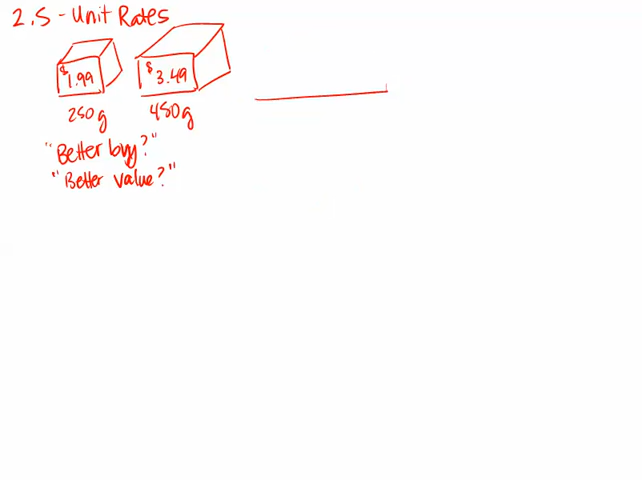 2.5 - Unit Rates
$1.99 $3.49
250g 450g
"Better buy?"
"Better value?"